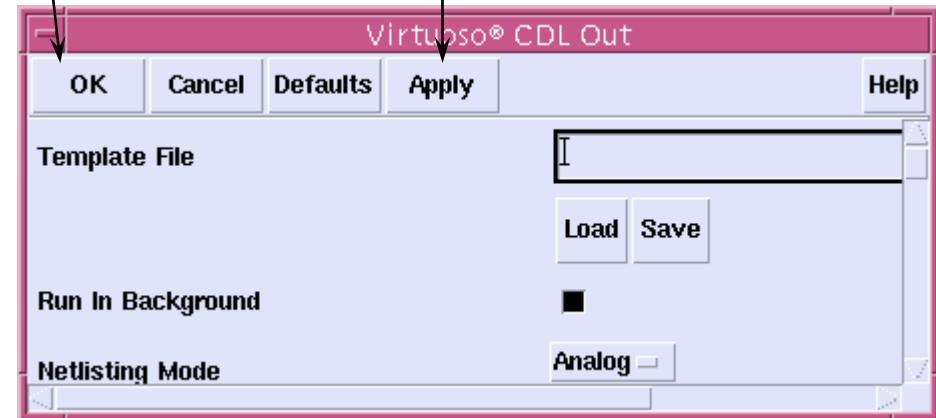 Virtuoso® CDL Out
OK Cancel Defaults Apply Help
Template File
Load Save
Run In Background
Netlisting Mode Analog